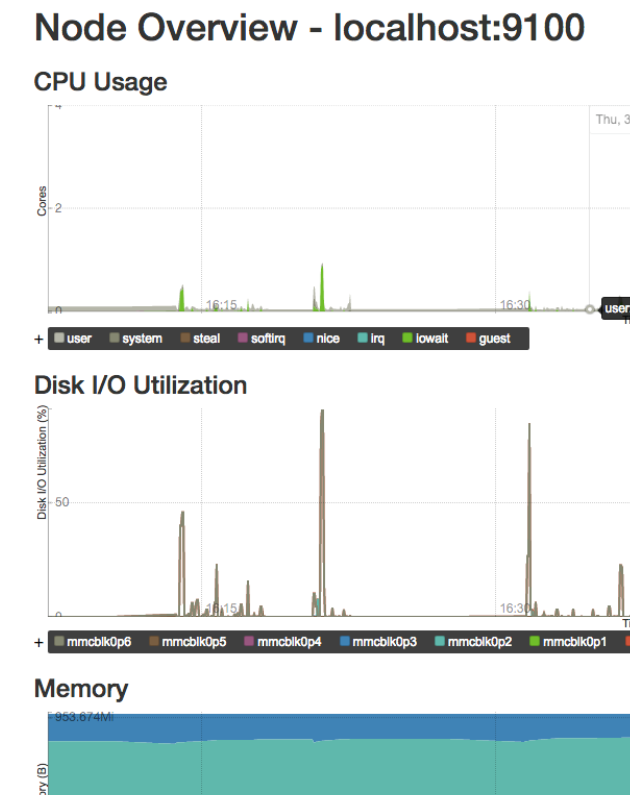 Node Overview - localhost:9100
CPU Usage
4
Thu, 3
Cores
2
16:15
16:30
0
user
+ user system steal softirq nice irq iowait guest
Disk I/O Utilization
Disk I/O Utilization (%)
50
16:15
16:30
0
Ti
+ mmcblk0p6 mmcblk0p5 mmcblk0p4 mmcblk0p3 mmcblk0p2 mmcblk0p1
Memory
953.674Mi
ory (B)